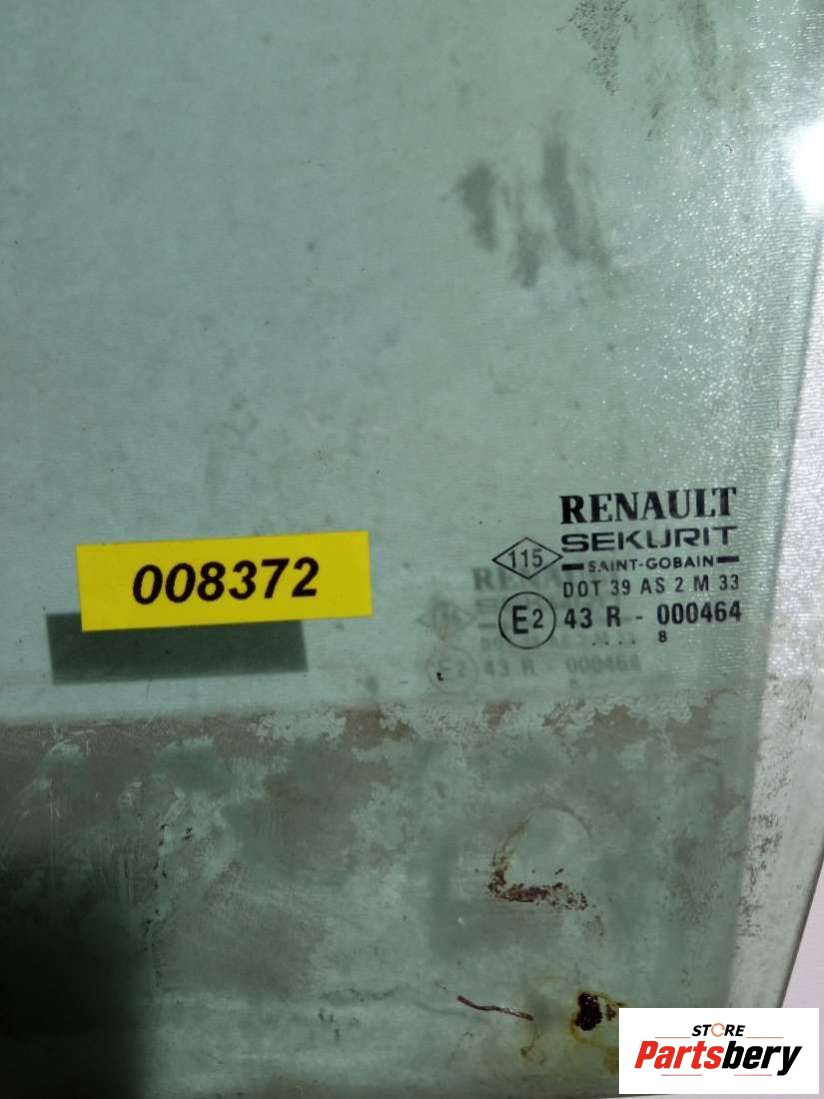 RENAULT
115
SEKURIT
SAINT-GOBAIN
DOT 39 AS 2 M 33
E2 43 R - 000464
.... 8
008372
STORE
Partsbery